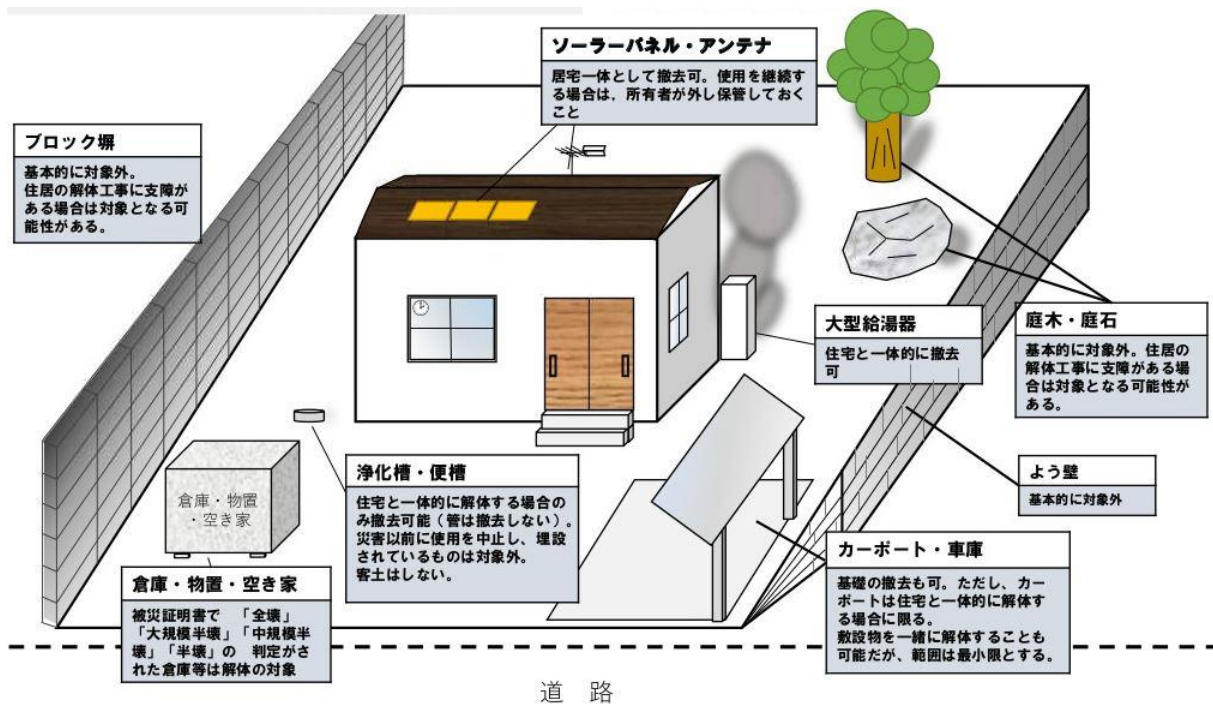 ソーラーパネル・アンテナ
居宅一体として撤去可。使用を継続す
る場合は、所有者が外し保管しておく
こと
ブロック塀
基本的に対象外。
住居の解体工事に支障が
ある場合は対象となる可
能性がある。
大型給湯器
住宅と一体的に撤去
可
庭木・庭石
基本的に対象外。住居の
解体工事に支障がある場
合は対象となる可能性が
ある。
よう壁
基本的に対象外
浄化槽・便槽
住宅と一体的に解体する場合の
み撤去可能(管は撤去しない)。
災害以前に使用を中止し、埋設
されているものは対象外。
客土はしない。
倉庫・物置
・空き家
倉庫・物置・空き家
被災証明書で 「全壊」
「大規模半壊」「中規模半
壊」「半壊」の 判定がさ
れた倉庫等は解体の対象
カーポート・車庫
基礎の撤去も可。ただし、カー
ポートは住宅と一体的に解体す
る場合に限る。
敷設物を一緒に解体することも
可能だが、範囲は最小限とする。
道 路